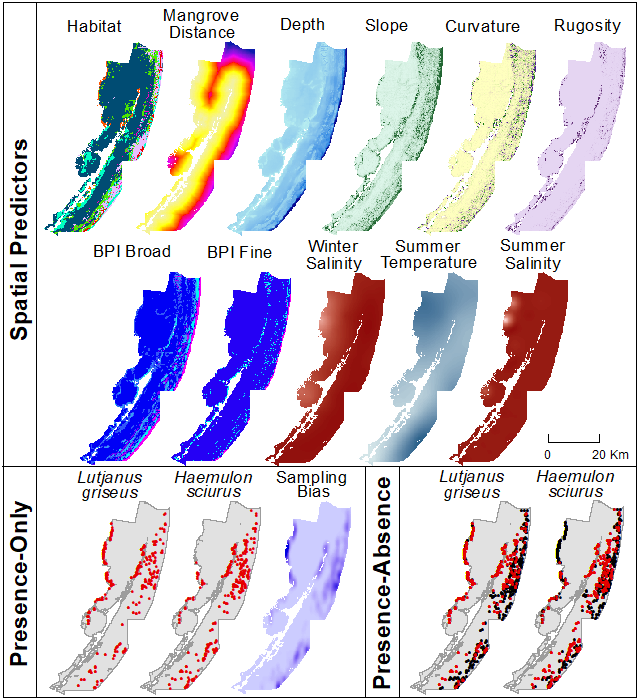 Spatial Predictors
Habitat
Mangrove
Distance
Depth
Slope
Curvature
Rugosity
BPI Broad
BPI Fine
Winter
Salinity
Summer
Temperature
Summer
Salinity
0 20 Km
Presence-Only
Lutjanus
griseus
Haemulon
sciurus
Sampling
Bias
Presence-Absence
Lutjanus
griseus
Haemulon
sciurus